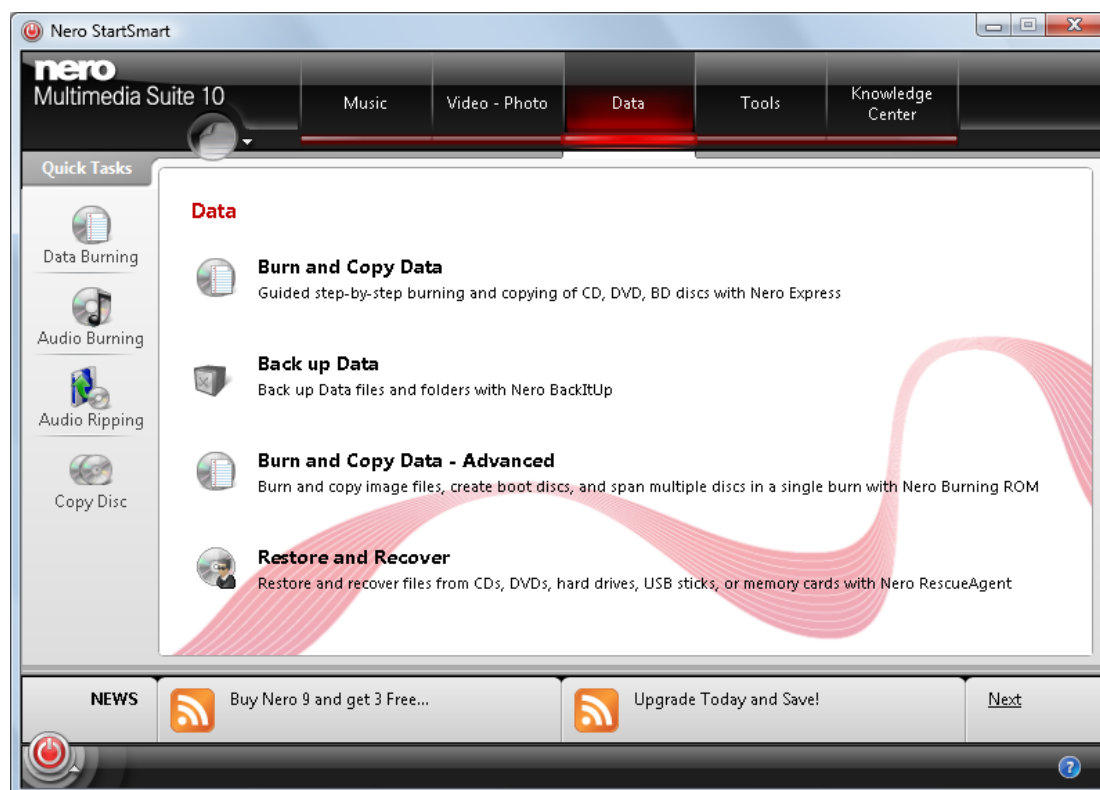 Nero StartSmart
nero
Multimedia Suite 10
Music
Video - Photo
Data
Tools
Knowledge
Center
Quick Tasks
Data Burning
Audio Burning
Audio Ripping
Copy Disc
Data
Burn and Copy Data
Guided step-by-step burning and copying of CD, DVD, BD discs with Nero Express
Back up Data
Back up Data files and folders with Nero BackItUp
Burn and Copy Data - Advanced
Burn and copy image files, create boot discs, and span multiple discs in a single burn with Nero Burning ROM
Restore and Recover
Restore and recover files from CDs, DVDs, hard drives, USB sticks, or memory cards with Nero RescueAgent
NEWS
Buy Nero 9 and get 3 Free...
Upgrade Today and Save!
Next